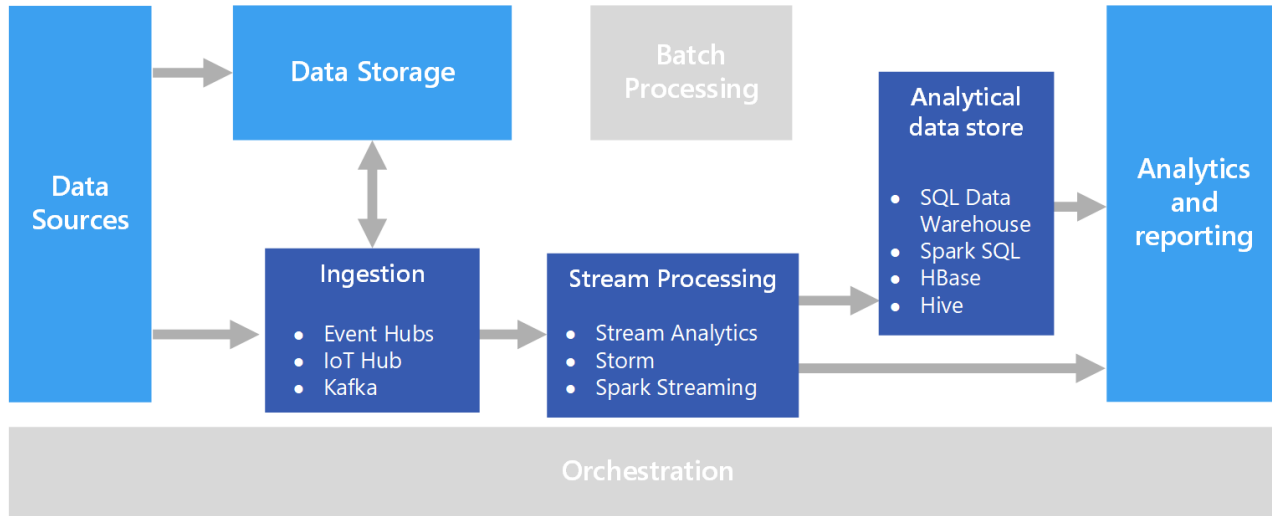 Data
Sources
Data Storage
Batch
Processing
Analytical
data store
• SQL Data
Warehouse
• Spark SQL
• HBase
• Hive
Analytics
and
reporting
Ingestion
• Event Hubs
• IoT Hub
• Kafka
Stream Processing
• Stream Analytics
• Storm
• Spark Streaming
Orchestration